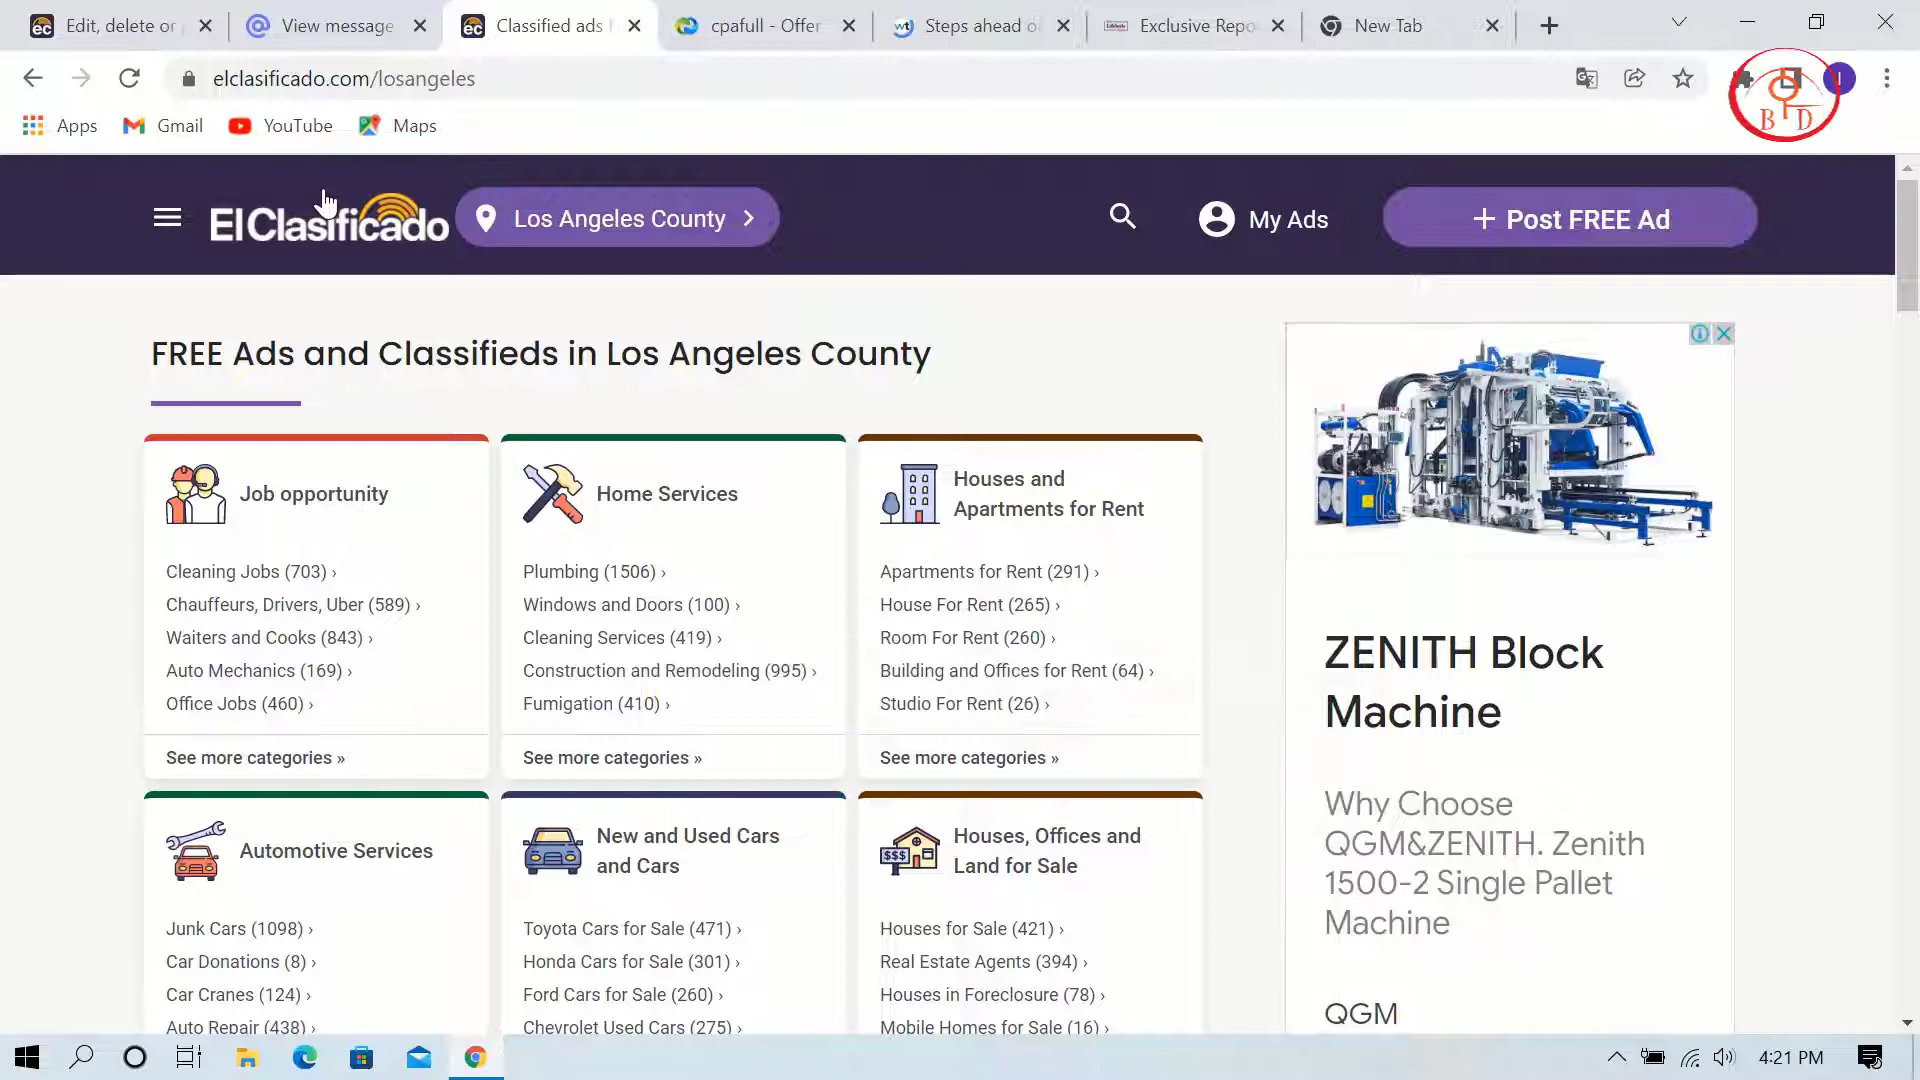 Edit, delete or
View message
Classified ads
cpafull - Offer
Steps ahead o
Exclusive Repo
New Tab
elclasificado.com/losangeles
Apps
Gmail
YouTube
Maps
B D
El Clasificado
Los Angeles County
My Ads
+ Post FREE Ad
FREE Ads and Classifieds in Los Angeles County
Job opportunity
Cleaning Jobs (703) ›
Chauffeurs, Drivers, Uber (589) ›
Waiters and Cooks (843) ›
Auto Mechanics (169) ›
Office Jobs (460) ›
See more categories »
Home Services
Plumbing (1506) ›
Windows and Doors (100) ›
Cleaning Services (419) ›
Construction and Remodeling (995) ›
Fumigation (410) ›
See more categories »
Houses and
Apartments for Rent
Apartments for Rent (291) ›
House For Rent (265) ›
Room For Rent (260) ›
Building and Offices for Rent (64) ›
Studio For Rent (26) ›
See more categories »
Automotive Services
Junk Cars (1098) ›
Car Donations (8) ›
Car Cranes (124) ›
Auto Repair (438) ›
New and Used Cars
and Cars
Toyota Cars for Sale (471) ›
Honda Cars for Sale (301) ›
Ford Cars for Sale (260) ›
Chevrolet Used Cars (275) ›
$$$
Houses, Offices and
Land for Sale
Houses for Sale (421) ›
Real Estate Agents (394) ›
Houses in Foreclosure (78) ›
Mobile Homes for Sale (16) ›
ZENITH Block
Machine
Why Choose
QGM&ZENITH. Zenith
1500-2 Single Pallet
Machine
QGM
4:21 PM